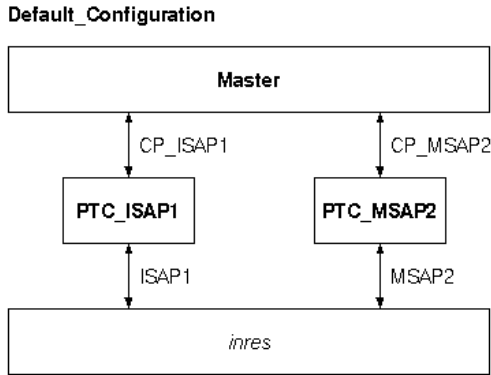 Default_Configuration
Master
CP_ISAP1
CP_MSAP2
PTC_ISAP1
PTC_MSAP2
ISAP1
MSAP2
inres